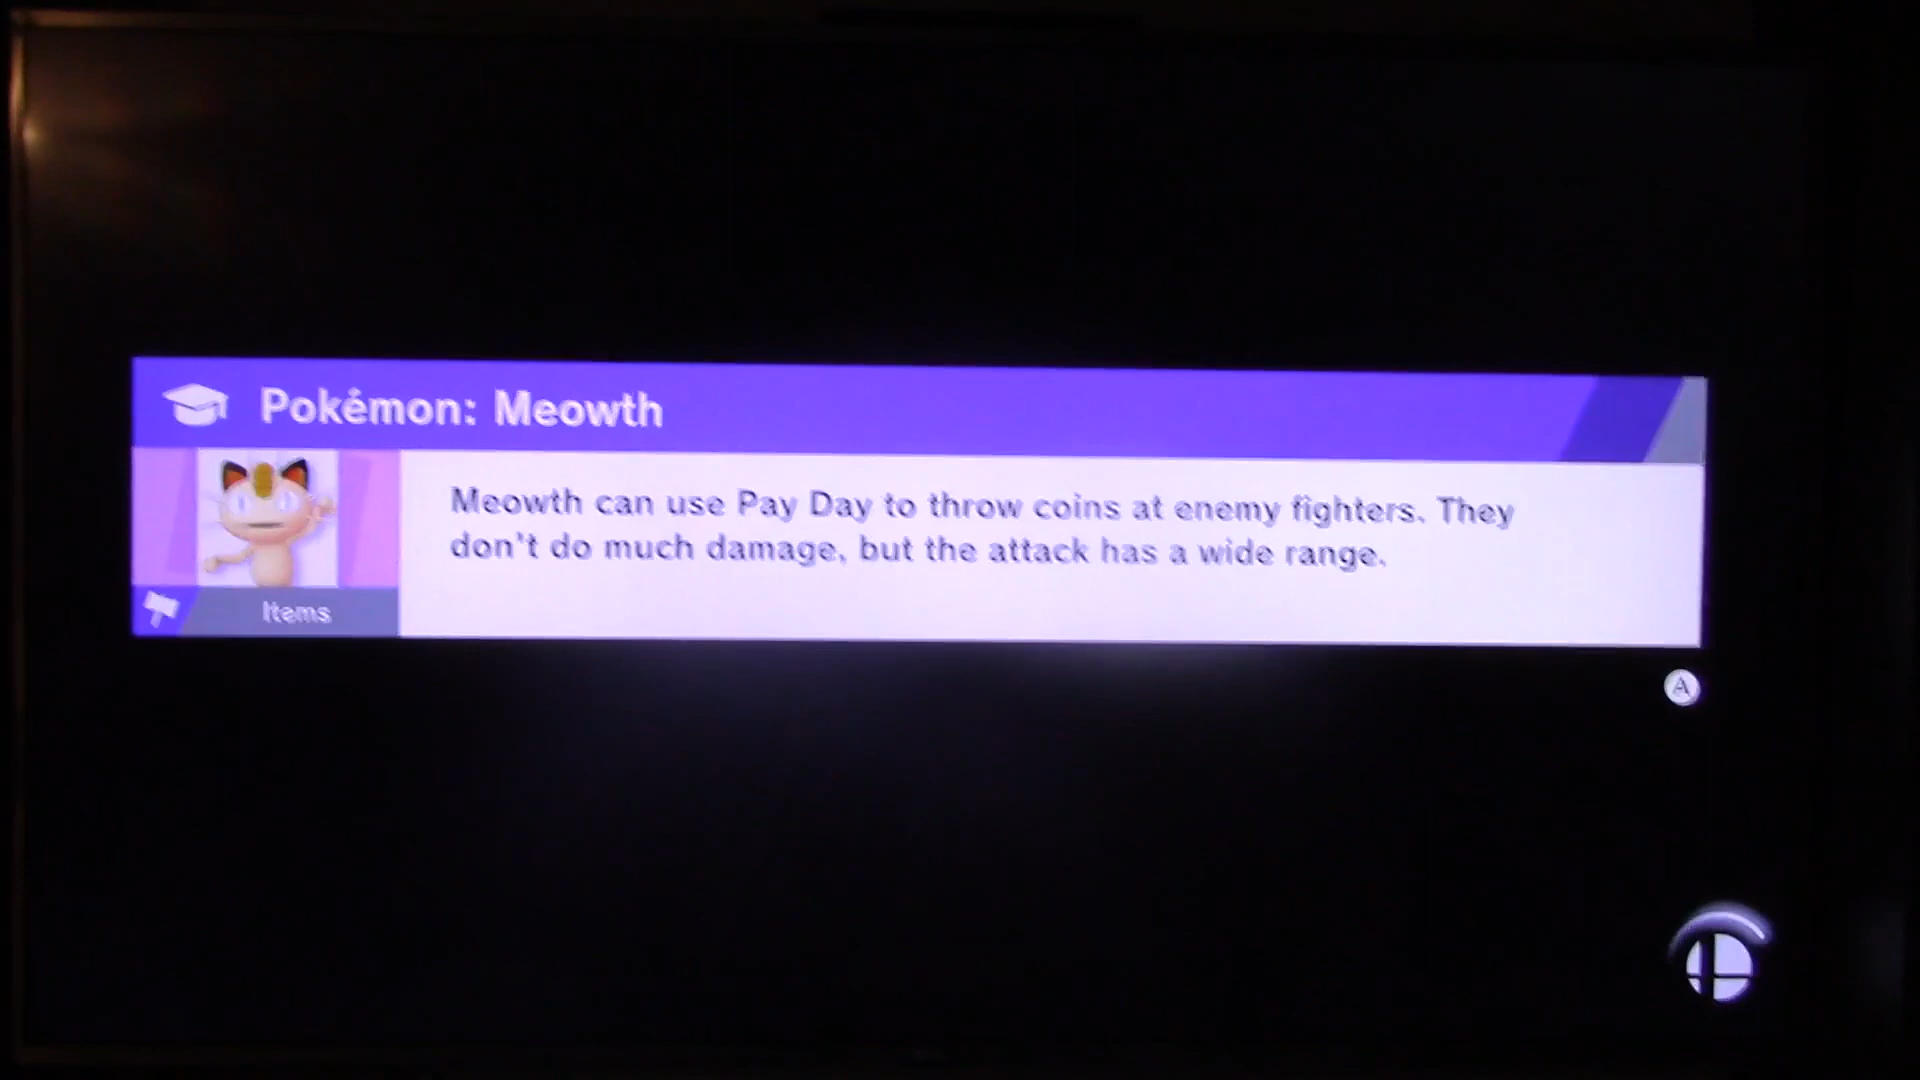 Pokémon: Meowth
Meowth can use Pay Day to throw coins at enemy fighters. They
don't do much damage, but the attack has a wide range.
Items
A